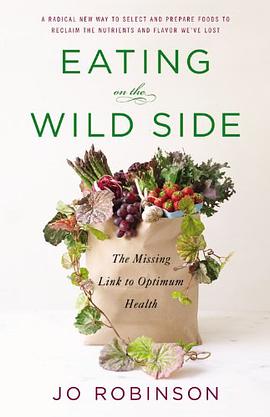 A RADICAL NEW WAY TO SELECT AND PREPARE FOODS TO
RECLAIM THE NUTRIENTS AND FLAVOR WE'VE LOST
EATING
on the
WILD SIDE
The Missing
Link to Optimum
Health
JO ROBINSON